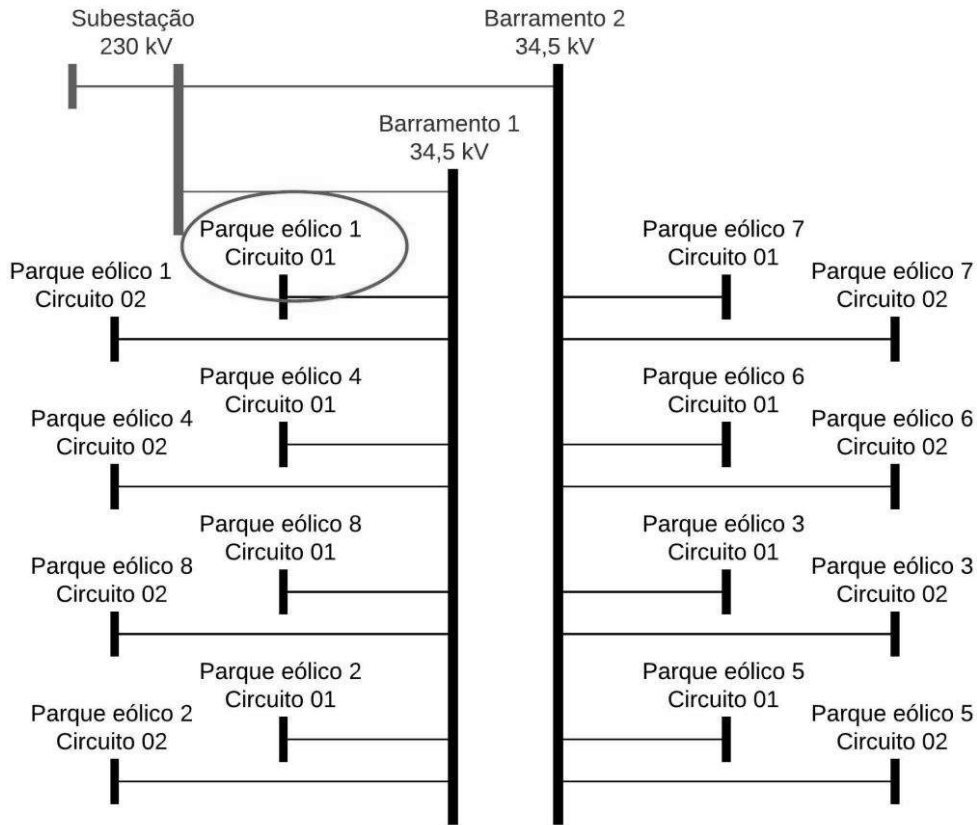 Subestação
230 kV
Barramento 2
34,5 kV
Barramento 1
34,5 kV
Parque eólico 1
Circuito 01
Parque eólico 1
Circuito 02
Parque eólico 7
Circuito 01
Parque eólico 7
Circuito 02
Parque eólico 4
Circuito 01
Parque eólico 4
Circuito 02
Parque eólico 6
Circuito 01
Parque eólico 6
Circuito 02
Parque eólico 8
Circuito 01
Parque eólico 8
Circuito 02
Parque eólico 3
Circuito 01
Parque eólico 3
Circuito 02
Parque eólico 2
Circuito 01
Parque eólico 2
Circuito 02
Parque eólico 5
Circuito 01
Parque eólico 5
Circuito 02